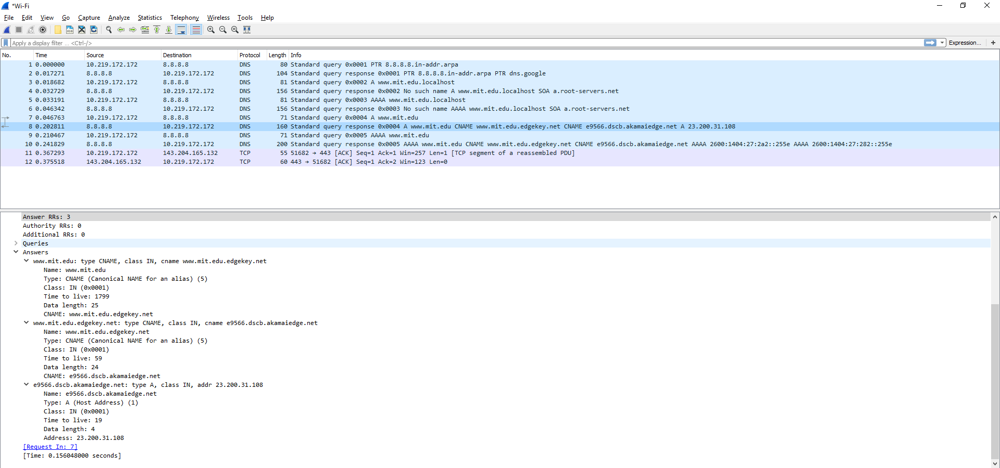 *Wi-Fi
File Edit View Go Capture Analyze Statistics Telephony Wireless Tools Help
Apply a display filter ... <Ctrl-/> Expression... +
No. Time Source Destination Protocol Length Info
1 0.000000 10.219.172.172 8.8.8.8 DNS 80 Standard query 0x0001 PTR 8.8.8.8.in-addr.arpa
2 0.017271 8.8.8.8 10.219.172.172 DNS 104 Standard query response 0x0001 PTR 8.8.8.8.in-addr.arpa PTR dns.google
3 0.018682 10.219.172.172 8.8.8.8 DNS 81 Standard query 0x0002 A www.mit.edu.localhost
4 0.032729 8.8.8.8 10.219.172.172 DNS 156 Standard query response 0x0002 No such name A www.mit.edu.localhost SOA a.root-servers.net
5 0.033191 10.219.172.172 8.8.8.8 DNS 81 Standard query 0x0003 AAAA www.mit.edu.localhost
6 0.046342 8.8.8.8 10.219.172.172 DNS 156 Standard query response 0x0003 No such name AAAA www.mit.edu.localhost SOA a.root-servers.net
7 0.046763 10.219.172.172 8.8.8.8 DNS 71 Standard query 0x0004 A www.mit.edu
8 0.202811 8.8.8.8 10.219.172.172 DNS 160 Standard query response 0x0004 A www.mit.edu CNAME www.mit.edu.edgekey.net CNAME e9566.dscb.akamaiedge.net A 23.200.31.108
9 0.210467 10.219.172.172 8.8.8.8 DNS 71 Standard query 0x0005 AAAA www.mit.edu
10 0.241829 8.8.8.8 10.219.172.172 DNS 200 Standard query response 0x0005 AAAA www.mit.edu CNAME www.mit.edu.edgekey.net CNAME e9566.dscb.akamaiedge.net AAAA 2600:1404:27:2a2::255e AAAA 2600:1404:27:282::255e
11 0.367293 10.219.172.172 143.204.165.132 TCP 55 51682 → 443 [ACK] Seq=1 Ack=1 Win=257 Len=1 [TCP segment of a reassembled PDU]
12 0.375518 143.204.165.132 10.219.172.172 TCP 60 443 → 51682 [ACK] Seq=1 Ack=2 Win=123 Len=0
Answer RRs: 3
Authority RRs: 0
Additional RRs: 0
Queries
Answers
www.mit.edu: type CNAME, class IN, cname www.mit.edu.edgekey.net
Name: www.mit.edu
Type: CNAME (Canonical NAME for an alias) (5)
Class: IN (0x0001)
Time to live: 1799
Data length: 25
CNAME: www.mit.edu.edgekey.net
www.mit.edu.edgekey.net: type CNAME, class IN, cname e9566.dscb.akamaiedge.net
Name: www.mit.edu.edgekey.net
Type: CNAME (Canonical NAME for an alias) (5)
Class: IN (0x0001)
Time to live: 59
Data length: 24
CNAME: e9566.dscb.akamaiedge.net
e9566.dscb.akamaiedge.net: type A, class IN, addr 23.200.31.108
Name: e9566.dscb.akamaiedge.net
Type: A (Host Address) (1)
Class: IN (0x0001)
Time to live: 19
Data length: 4
Address: 23.200.31.108
[Request In: 7]
[Time: 0.156048000 seconds]